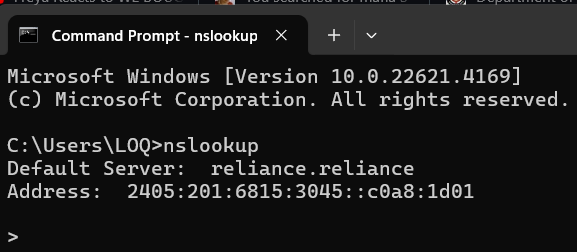 Command Prompt - nslookup
Microsoft Windows [Version 10.0.22621.4169]
(c) Microsoft Corporation. All rights reserved.
C:\Users\LOQ>nslookup
Default Server:  reliance.reliance
Address:  2405:201:6815:3045::c0a8:1d01
>